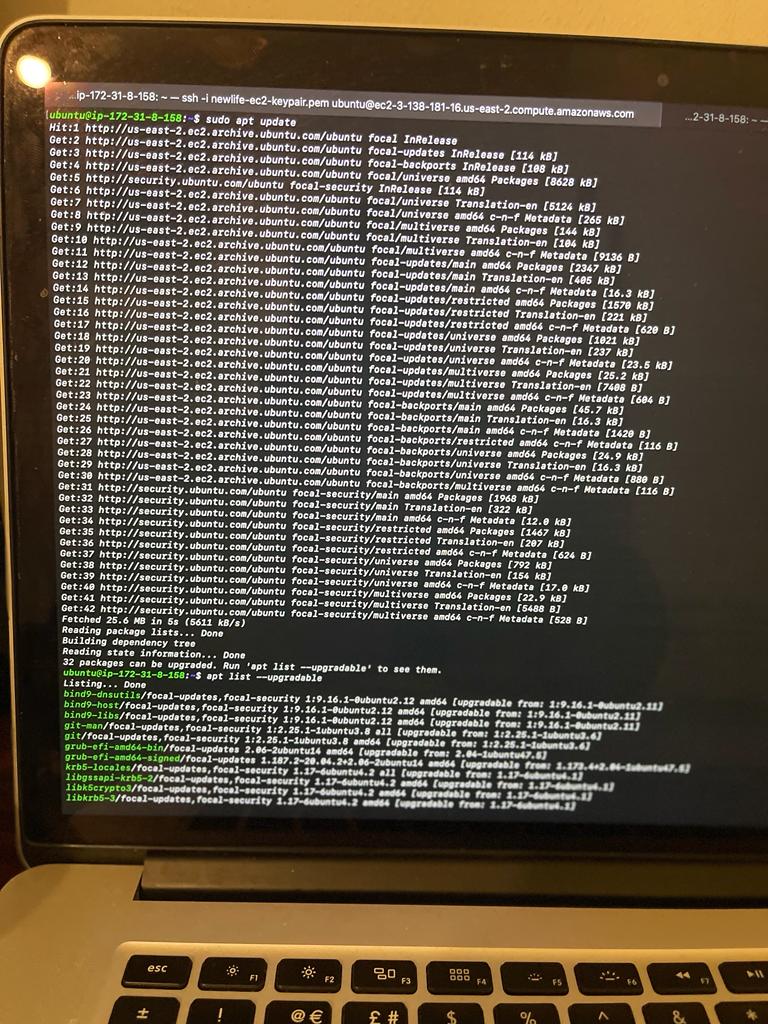 ...ip-172-31-8-158: ~ — ssh -i newlife-ec2-keypair.pem ubuntu@ec2-3-138-181-16.us-east-2.compute.amazonaws.com
...2-31-8-158: ~ —
ubuntu@ip-172-31-8-158:~$ sudo apt update
Hit:1 http://us-east-2.ec2.archive.ubuntu.com/ubuntu focal InRelease
Get:2 http://us-east-2.ec2.archive.ubuntu.com/ubuntu focal-updates InRelease [114 kB]
Get:3 http://us-east-2.ec2.archive.ubuntu.com/ubuntu focal-backports InRelease [108 kB]
Get:4 http://us-east-2.ec2.archive.ubuntu.com/ubuntu focal/universe amd64 Packages [8628 kB]
Get:5 http://security.ubuntu.com/ubuntu focal-security InRelease [114 kB]
Get:6 http://us-east-2.ec2.archive.ubuntu.com/ubuntu focal/universe Translation-en [5124 kB]
Get:7 http://us-east-2.ec2.archive.ubuntu.com/ubuntu focal/universe amd64 c-n-f Metadata [265 kB]
Get:8 http://us-east-2.ec2.archive.ubuntu.com/ubuntu focal/multiverse amd64 Packages [144 kB]
Get:9 http://us-east-2.ec2.archive.ubuntu.com/ubuntu focal/multiverse Translation-en [104 kB]
Get:10 http://us-east-2.ec2.archive.ubuntu.com/ubuntu focal/multiverse amd64 c-n-f Metadata [9136 B]
Get:11 http://us-east-2.ec2.archive.ubuntu.com/ubuntu focal-updates/main amd64 Packages [2347 kB]
Get:12 http://us-east-2.ec2.archive.ubuntu.com/ubuntu focal-updates/main Translation-en [405 kB]
Get:13 http://us-east-2.ec2.archive.ubuntu.com/ubuntu focal-updates/main amd64 c-n-f Metadata [16.3 kB]
Get:14 http://us-east-2.ec2.archive.ubuntu.com/ubuntu focal-updates/restricted amd64 Packages [1570 kB]
Get:15 http://us-east-2.ec2.archive.ubuntu.com/ubuntu focal-updates/restricted Translation-en [221 kB]
Get:16 http://us-east-2.ec2.archive.ubuntu.com/ubuntu focal-updates/restricted amd64 c-n-f Metadata [620 B]
Get:17 http://us-east-2.ec2.archive.ubuntu.com/ubuntu focal-updates/universe amd64 Packages [1021 kB]
Get:18 http://us-east-2.ec2.archive.ubuntu.com/ubuntu focal-updates/universe Translation-en [237 kB]
Get:19 http://us-east-2.ec2.archive.ubuntu.com/ubuntu focal-updates/universe amd64 c-n-f Metadata [23.5 kB]
Get:20 http://us-east-2.ec2.archive.ubuntu.com/ubuntu focal-updates/multiverse amd64 Packages [25.2 kB]
Get:21 http://us-east-2.ec2.archive.ubuntu.com/ubuntu focal-updates/multiverse Translation-en [7408 B]
Get:22 http://us-east-2.ec2.archive.ubuntu.com/ubuntu focal-updates/multiverse amd64 c-n-f Metadata [604 B]
Get:23 http://us-east-2.ec2.archive.ubuntu.com/ubuntu focal-backports/main amd64 Packages [45.7 kB]
Get:24 http://us-east-2.ec2.archive.ubuntu.com/ubuntu focal-backports/main Translation-en [16.3 kB]
Get:25 http://us-east-2.ec2.archive.ubuntu.com/ubuntu focal-backports/main amd64 c-n-f Metadata [1420 B]
Get:26 http://us-east-2.ec2.archive.ubuntu.com/ubuntu focal-backports/restricted amd64 c-n-f Metadata [116 B]
Get:27 http://us-east-2.ec2.archive.ubuntu.com/ubuntu focal-backports/universe amd64 Packages [24.9 kB]
Get:28 http://us-east-2.ec2.archive.ubuntu.com/ubuntu focal-backports/universe Translation-en [16.3 kB]
Get:29 http://us-east-2.ec2.archive.ubuntu.com/ubuntu focal-backports/universe amd64 c-n-f Metadata [880 B]
Get:30 http://us-east-2.ec2.archive.ubuntu.com/ubuntu focal-backports/multiverse amd64 c-n-f Metadata [116 B]
Get:31 http://security.ubuntu.com/ubuntu focal-security/main amd64 Packages [1968 kB]
Get:32 http://security.ubuntu.com/ubuntu focal-security/main Translation-en [322 kB]
Get:33 http://security.ubuntu.com/ubuntu focal-security/main amd64 c-n-f Metadata [12.0 kB]
Get:34 http://security.ubuntu.com/ubuntu focal-security/restricted amd64 Packages [1467 kB]
Get:35 http://security.ubuntu.com/ubuntu focal-security/restricted Translation-en [207 kB]
Get:36 http://security.ubuntu.com/ubuntu focal-security/restricted amd64 c-n-f Metadata [624 B]
Get:37 http://security.ubuntu.com/ubuntu focal-security/universe amd64 Packages [792 kB]
Get:38 http://security.ubuntu.com/ubuntu focal-security/universe Translation-en [154 kB]
Get:39 http://security.ubuntu.com/ubuntu focal-security/universe amd64 c-n-f Metadata [17.0 kB]
Get:40 http://security.ubuntu.com/ubuntu focal-security/multiverse amd64 Packages [22.9 kB]
Get:41 http://security.ubuntu.com/ubuntu focal-security/multiverse Translation-en [5488 B]
Get:42 http://security.ubuntu.com/ubuntu focal-security/multiverse amd64 c-n-f Metadata [528 B]
Fetched 25.6 MB in 5s (5611 kB/s)
Reading package lists... Done
Building dependency tree
Reading state information... Done
32 packages can be upgraded. Run 'apt list --upgradable' to see them.
ubuntu@ip-172-31-8-158:~$ apt list --upgradable
Listing... Done
bind9-dnsutils/focal-updates,focal-security 1:9.16.1-0ubuntu2.12 amd64 [upgradable from: 1:9.16.1-0ubuntu2.11]
bind9-host/focal-updates,focal-security 1:9.16.1-0ubuntu2.12 amd64 [upgradable from: 1:9.16.1-0ubuntu2.11]
bind9-libs/focal-updates,focal-security 1:9.16.1-0ubuntu2.12 amd64 [upgradable from: 1:9.16.1-0ubuntu2.11]
git-man/focal-updates,focal-security 1:2.25.1-1ubuntu3.8 all [upgradable from: 1:2.25.1-1ubuntu3.6]
git/focal-updates,focal-security 1:2.25.1-1ubuntu3.8 amd64 [upgradable from: 1:2.25.1-1ubuntu3.6]
grub-efi-amd64-bin/focal-updates 2.06-2ubuntu14 amd64 [upgradable from: 2.04-1ubuntu47.5]
grub-efi-amd64-signed/focal-updates 1.187.2~20.04.2+2.06-2ubuntu14 amd64 [upgradable from: 1.173.4+2.04-1ubuntu47.5]
krb5-locales/focal-updates,focal-security 1.17-6ubuntu4.2 all [upgradable from: 1.17-6ubuntu4.1]
libgssapi-krb5-2/focal-updates,focal-security 1.17-6ubuntu4.2 amd64 [upgradable from: 1.17-6ubuntu4.1]
libk5crypto3/focal-updates,focal-security 1.17-6ubuntu4.2 amd64 [upgradable from: 1.17-6ubuntu4.1]
libkrb5-3/focal-updates,focal-security 1.17-6ubuntu4.2 amd64 [upgradable from: 1.17-6ubuntu4.1]
esc F1 F2 F3 F4 F5 F6 F7
± ! @ € £ # $ % ^ & *